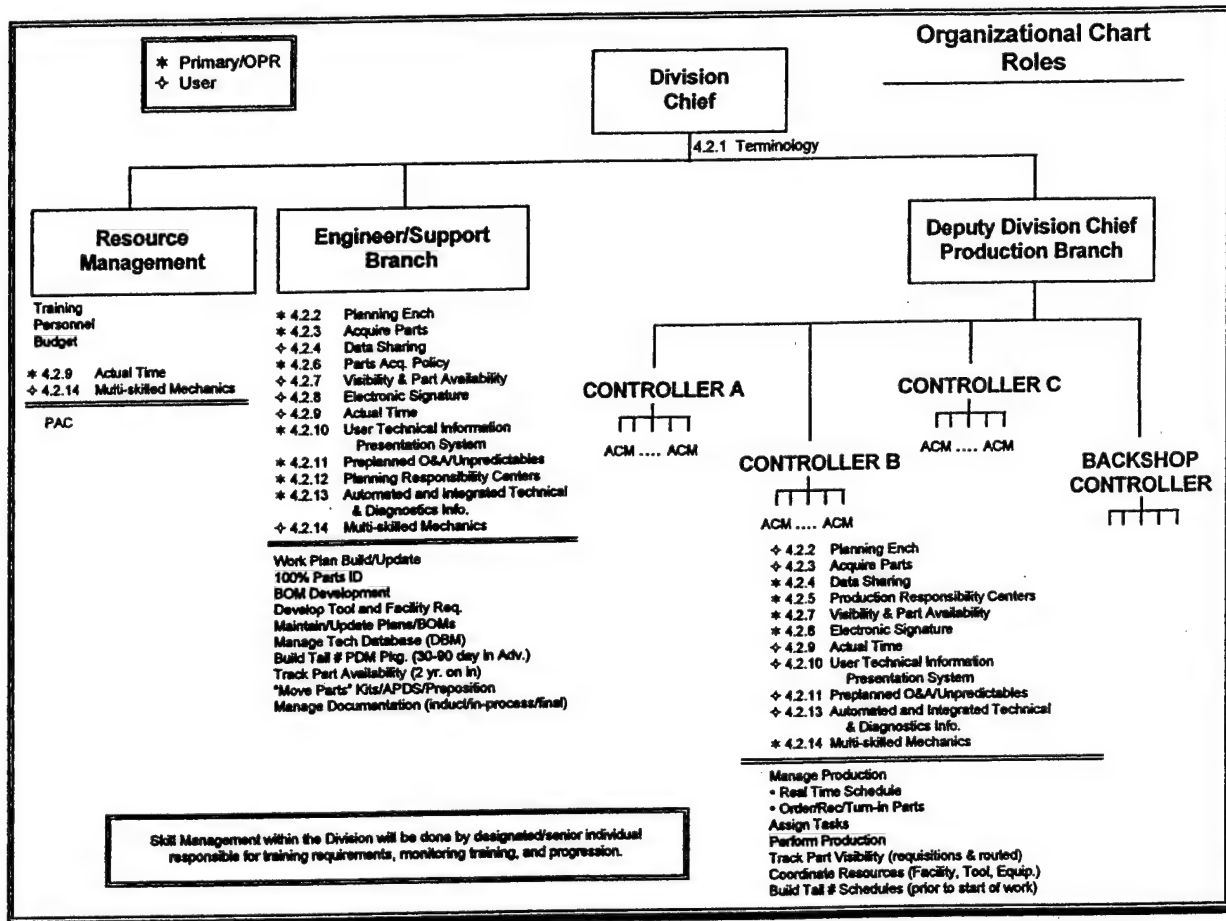 Organizational Chart
Roles
* Primary/OPR
✧ User
Division
Chief
4.2.1 Terminology
Resource
Management
Training
Personnel
Budget
* 4.2.9 Actual Time
✧ 4.2.14 Multi-skilled Mechanics
PAC
Engineer/Support
Branch
* 4.2.2 Planning Ench
* 4.2.3 Acquire Parts
✧ 4.2.4 Data Sharing
* 4.2.6 Parts Acq. Policy
✧ 4.2.7 Visibility & Part Availability
✧ 4.2.8 Electronic Signature
✧ 4.2.9 Actual Time
* 4.2.10 User Technical Information
Presentation System
* 4.2.11 Preplanned O&A/Unpredictables
* 4.2.12 Planning Responsibility Centers
* 4.2.13 Automated and Integrated Technical
& Diagnostics Info.
✧ 4.2.14 Multi-skilled Mechanics
Work Plan Build/Update
100% Parts ID
BOM Development
Develop Tool and Facility Req.
Maintain/Update Plans/BOMs
Manage Tech Database (DBM)
Build Tail # PDM Pkg. (30-90 day in Adv.)
Track Part Availability (2 yr. on in)
"Move Parts" Kits/APDS/Preposition
Manage Documentation (induct/in-process/final)
Deputy Division Chief
Production Branch
CONTROLLER A
ACM .... ACM
CONTROLLER B
ACM .... ACM
CONTROLLER C
ACM .... ACM
BACKSHOP
CONTROLLER
✧ 4.2.2 Planning Ench
✧ 4.2.3 Acquire Parts
* 4.2.4 Data Sharing
* 4.2.5 Production Responsibility Centers
* 4.2.7 Visibility & Part Availability
* 4.2.8 Electronic Signature
✧ 4.2.9 Actual Time
✧ 4.2.10 User Technical Information
Presentation System
✧ 4.2.11 Preplanned O&A/Unpredictables
✧ 4.2.13 Automated and Integrated Technical
& Diagnostics Info.
* 4.2.14 Multi-skilled Mechanics
Manage Production
• Real Time Schedule
• Order/Rec/Turn-in Parts
Assign Tasks
Perform Production
Track Part Visibility (requisitions & routed)
Coordinate Resources (Facility, Tool, Equip.)
Build Tail # Schedules (prior to start of work)
Skill Management within the Division will be done by designated/senior individual
responsible for training requirements, monitoring training, and progression.